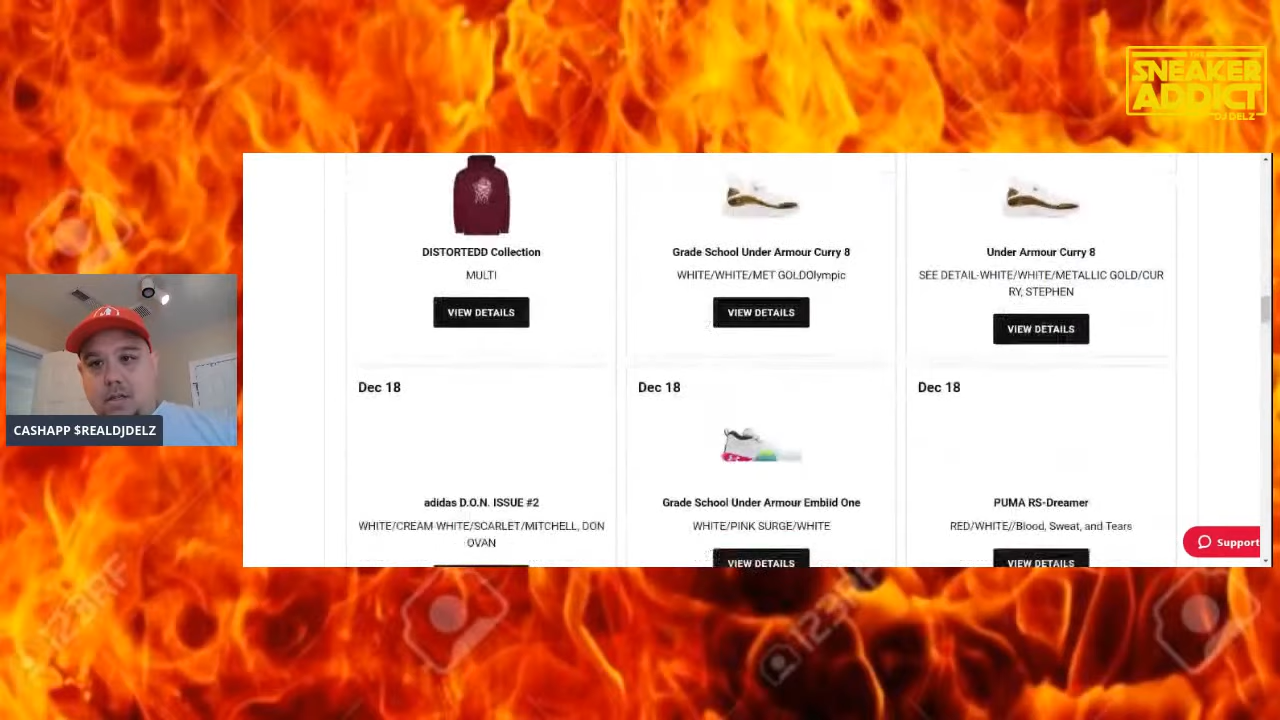 THE
SNEAKER
ADDICT
DJ DELZ
DISTORTEDD Collection
MULTI
VIEW DETAILS
Grade School Under Armour Curry 8
WHITE/WHITE/MET GOLDOlympic
VIEW DETAILS
Under Armour Curry 8
SEE DETAIL-WHITE/WHITE/METALLIC GOLD/CUR
RY, STEPHEN
VIEW DETAILS
CASHAPP $REALDJDELZ
Dec 18
adidas D.O.N. ISSUE #2
WHITE/CREAM WHITE/SCARLET/MITCHELL, DON
OVAN
Dec 18
Grade School Under Armour Embiid One
WHITE/PINK SURGE/WHITE
VIEW DETAILS
Dec 18
PUMA RS-Dreamer
RED/WHITE//Blood, Sweat, and Tears
VIEW DETAILS
Support
123RF
123RF